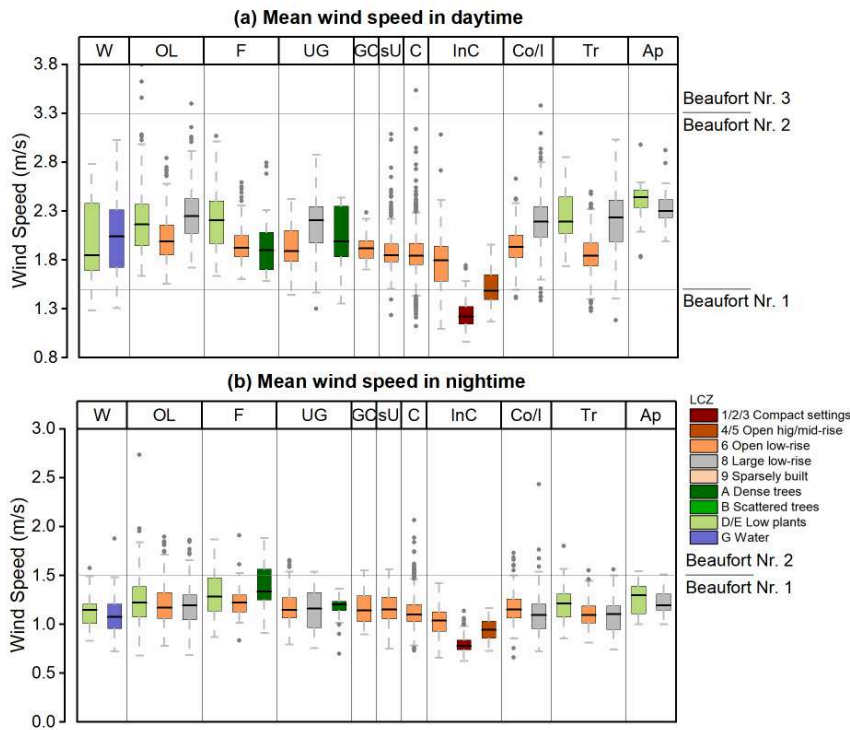 (a) Mean wind speed in daytime
W OL F UG GC sU C InC Co/I Tr Ap
3.8
3.3
2.8
2.3
1.8
1.3
0.8
Wind Speed (m/s)
Beaufort Nr. 3
Beaufort Nr. 2
Beaufort Nr. 1
(b) Mean wind speed in nightime
W OL F UG GC sU C InC Co/I Tr Ap
3.0
2.5
2.0
1.5
1.0
0.5
0.0
Wind Speed (m/s)
LCZ
1/2/3 Compact settings
4/5 Open hig/mid-rise
6 Open low-rise
8 Large low-rise
9 Sparsely built
A Dense trees
B Scattered trees
D/E Low plants
G Water
Beaufort Nr. 2
Beaufort Nr. 1